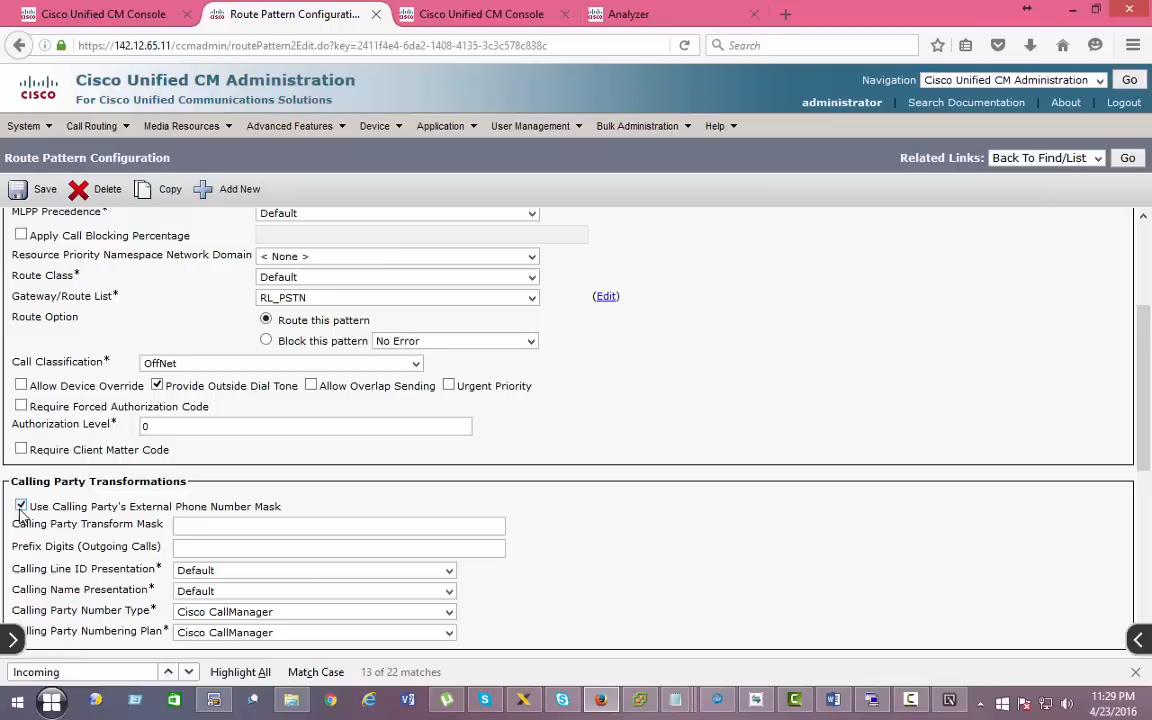 Cisco Unified CM Console
Route Pattern Configurati...
Cisco Unified CM Console
Analyzer
https://142.12.65.11/ccmadmin/routePattern2Edit.do?key=2411f4e4-6da2-1408-4135-3c3c578c838c
Search
Cisco Unified CM Administration
For Cisco Unified Communications Solutions
CISCO
Navigation Cisco Unified CM Administration Go
administrator Search Documentation About Logout
System Call Routing Media Resources Advanced Features Device Application User Management Bulk Administration Help
Route Pattern Configuration
Related Links: Back To Find/List Go
Save Delete Copy Add New
MLPP Precedence* Default
Apply Call Blocking Percentage
Resource Priority Namespace Network Domain < None >
Route Class* Default
Gateway/Route List* RL_PSTN (Edit)
Route Option Route this pattern
Block this pattern No Error
Call Classification* OffNet
Allow Device Override Provide Outside Dial Tone Allow Overlap Sending Urgent Priority
Require Forced Authorization Code
Authorization Level* 0
Require Client Matter Code
Calling Party Transformations
Use Calling Party's External Phone Number Mask
Calling Party Transform Mask
Prefix Digits (Outgoing Calls)
Calling Line ID Presentation* Default
Calling Name Presentation* Default
Calling Party Number Type* Cisco CallManager
alling Party Numbering Plan* Cisco CallManager
Incoming Highlight All Match Case 13 of 22 matches
11:29 PM
4/23/2016